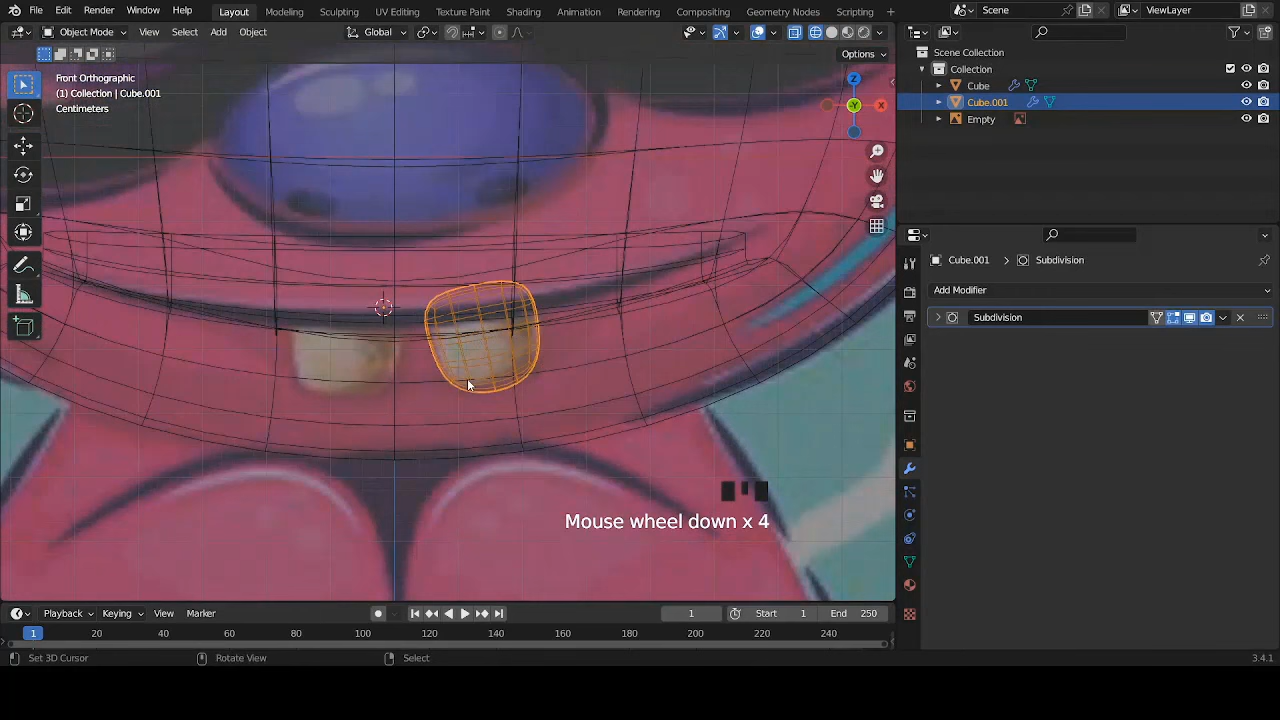 File Edit Render Window Help Layout Modeling Sculpting UV Editing Texture Paint Shading Animation Rendering Compositing Geometry Nodes Scripting Scene ViewLayer
Object Mode View Select Add Object Global
Options
Front Orthographic
(1) Collection | Cube.001
Centimeters
Z
Y
X
Scene Collection
Collection
Cube
Cube.001
Empty
Cube.001 Subdivision
Add Modifier
Subdivision
Mouse wheel down x 4
Playback Keying View Marker 1 Start 1 End 250
1 20 40 60 80 100 120 140 160 180 200 220 240
Set 3D Cursor Rotate View Select 3.4.1